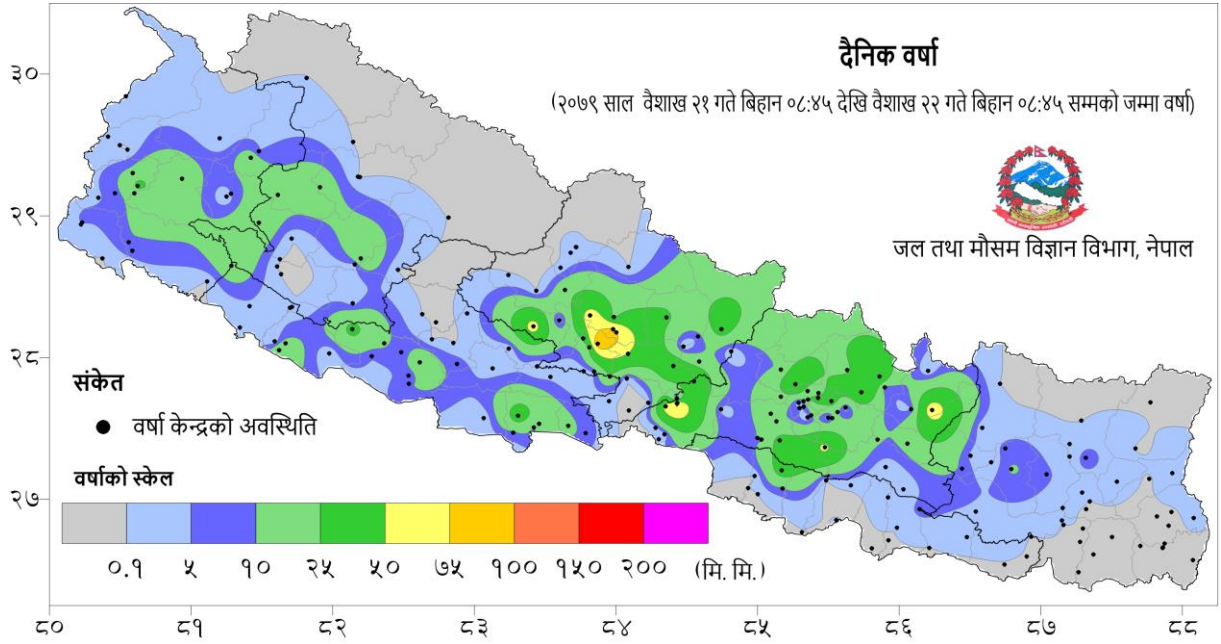 दैनिक वर्षा
(२०७९ साल वैशाख २१ गते बिहान ०८:४५ देखि वैशाख २२ गते बिहान ०८:४५ सम्मको जम्मा वर्षा)
जल तथा मौसम विज्ञान विभाग, नेपाल
३०
२९
२८
२७
संकेत
वर्षा केन्द्रको अवस्थिति
वर्षाको स्केल
०.१ ५ १० २५ ५० ७५ १०० १५० २०० (मि. मि.)
८० ८१ ८२ ८३ ८४ ८५ ८६ ८७ ८८